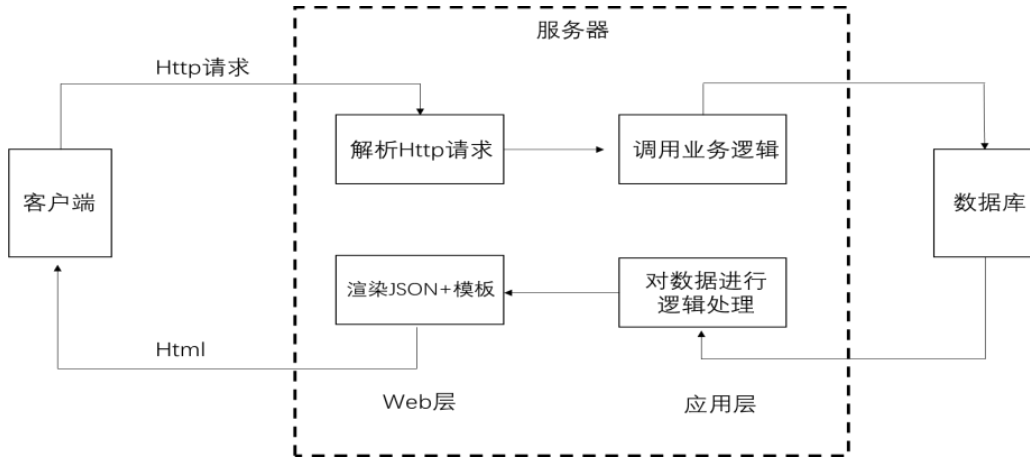 服务器
Http请求
解析Http请求
调用业务逻辑
客户端
数据库
渲染JSON+模板
对数据进行
逻辑处理
Html
Web层
应用层